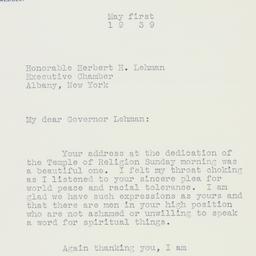 May first
1 9 3 9
Honorable Herbert H. Lehman
Executive Chamber
Albany, New York
My dear Governor Lehman:
Your address at the dedication of
the Temple of Religion Sunday morning was
a beautiful one. I felt my throat choking
as I listened to your sincere plea for
world peace and racial tolerance. I am
glad we have such expressions as yours and
that there are men in your high position
who are not ashamed or unwilling to speak
a word for spiritual things.
Again thanking you, I am